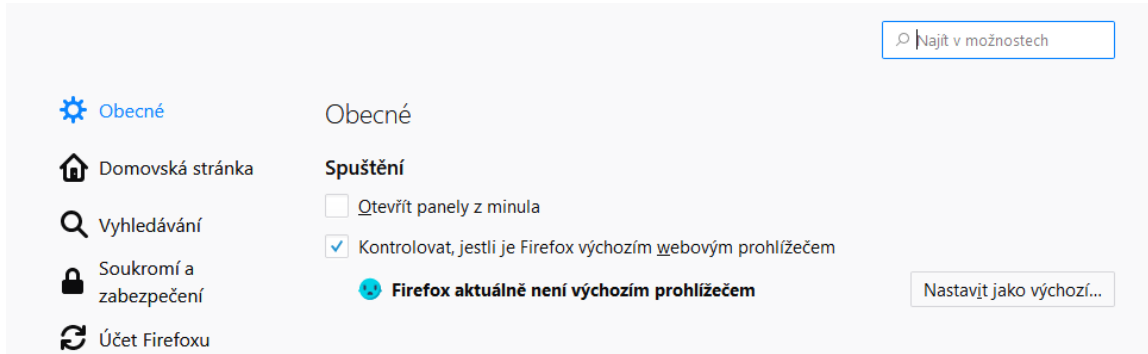 Najít v možnostech
Obecné
Domovská stránka
Vyhledávání
Soukromí a
zabezpečení
Účet Firefoxu
Obecné
Spuštění
Otevřít panely z minula
Kontrolovat, jestli je Firefox výchozím webovým prohlížečem
Firefox aktuálně není výchozím prohlížečem
Nastavit jako výchozí...